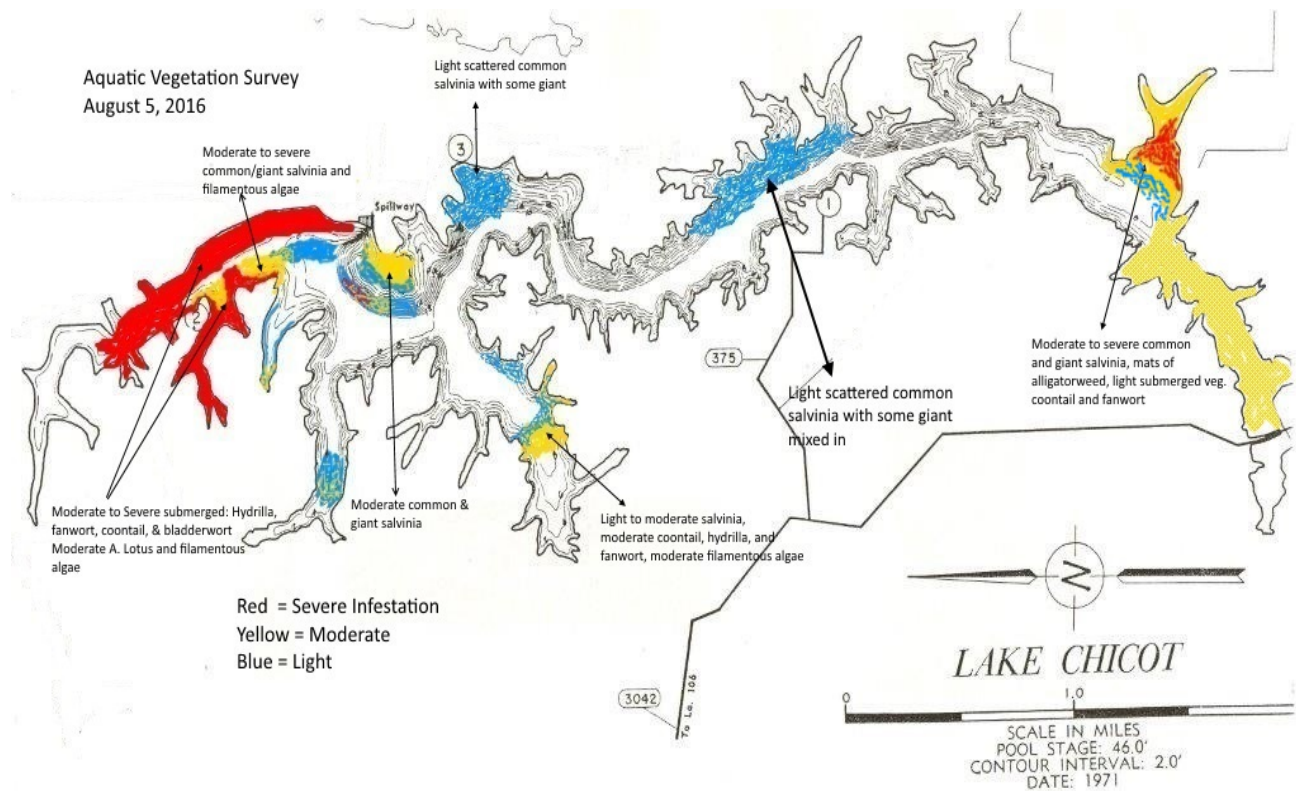 Aquatic Vegetation Survey
August 5, 2016
Light scattered common
salvinia with some giant
Moderate to severe
common/giant salvinia and
filamentous algae
3
Spillway
1
2
375
Light scattered common
salvinia with some giant
mixed in
Moderate to severe common
and giant salvinia, mats of
alligatorweed, light submerged veg.
coontail and fanwort
Moderate to Severe submerged: Hydrilla,
fanwort, coontail, & bladderwort
Moderate A. Lotus and filamentous
algae
Moderate common &
giant salvinia
Light to moderate salvinia,
moderate coontail, hydrilla, and
fanwort, moderate filamentous algae
Red = Severe Infestation
Yellow = Moderate
Blue = Light
N
LAKE CHICOT
0 1.0
SCALE IN MILES
POOL STAGE: 46.0'
CONTOUR INTERVAL: 2.0'
DATE: 1971
3042
To La. 106